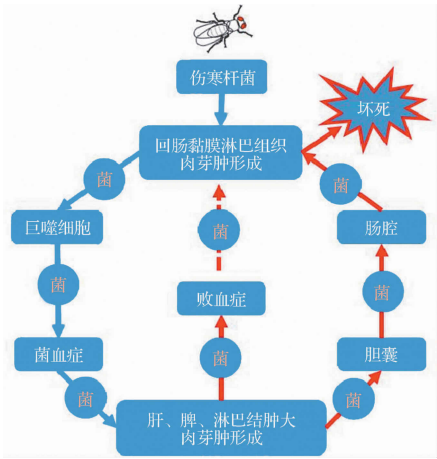 伤寒杆菌
坏死
回肠黏膜淋巴组织
肉芽肿形成
菌
菌
巨噬细胞
菌
肠腔
菌
菌
败血症
菌血症
菌
胆囊
菌
菌
肝、脾、淋巴结肿大
肉芽肿形成